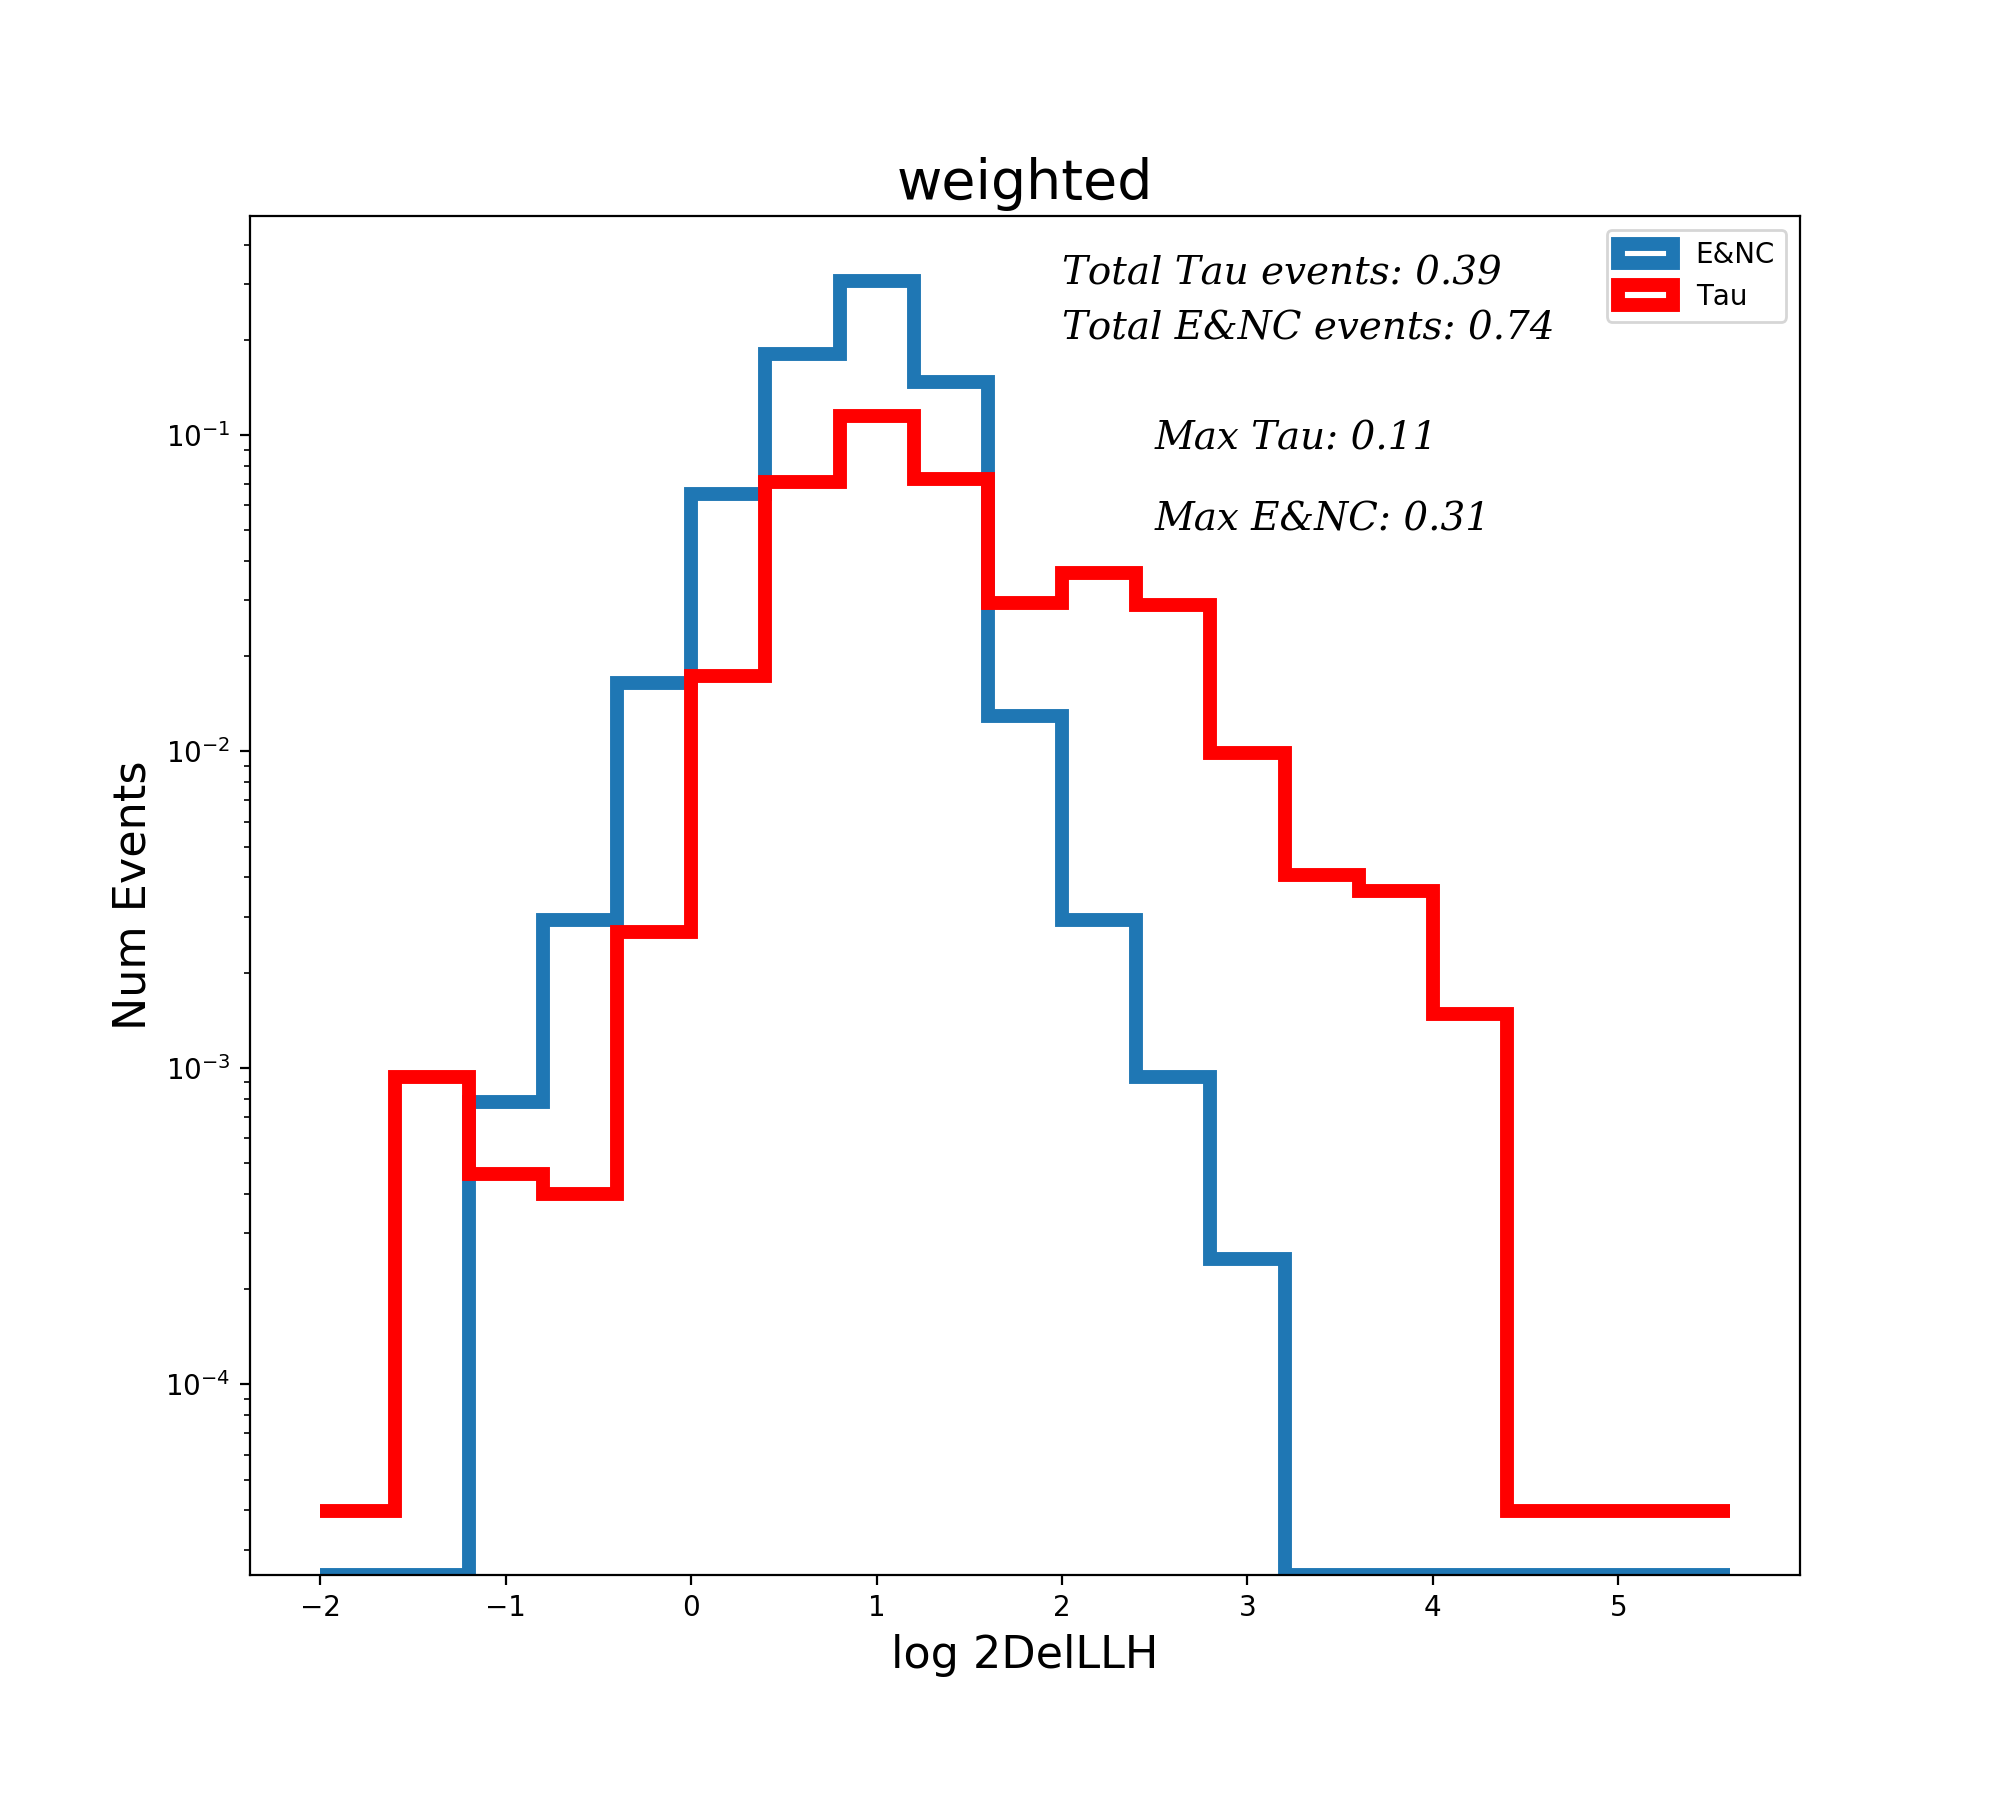 weighted
Total Tau events: 0.39
Total E&NC events: 0.74
Max Tau: 0.11
Max E&NC: 0.31
E&NC
Tau
Num Events
10⁻¹
10⁻²
10⁻³
10⁻⁴
−2 −1 0 1 2 3 4 5
log 2DelLLH